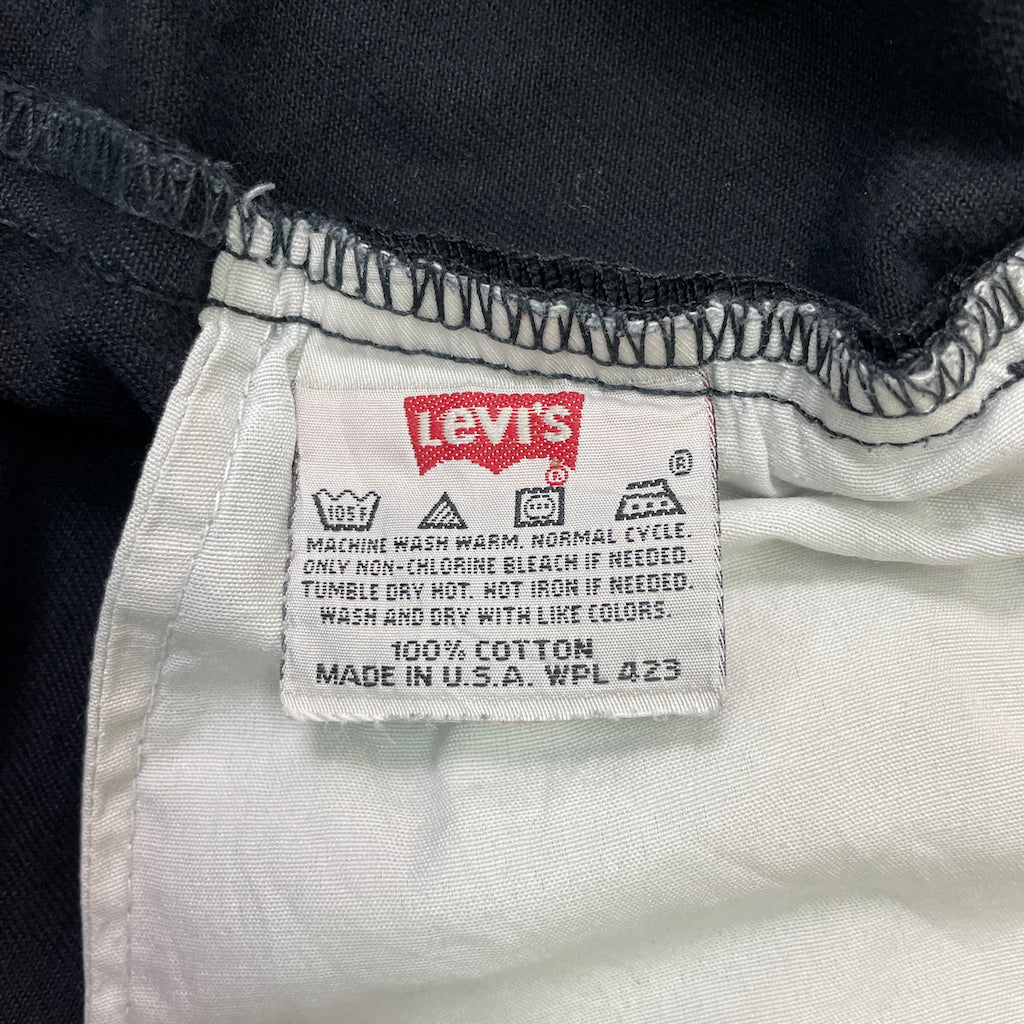 Levi's
®
®
105F
MACHINE WASH WARM. NORMAL CYCLE.
ONLY NON-CHLORINE BLEACH IF NEEDED.
TUMBLE DRY HOT. HOT IRON IF NEEDED.
WASH AND DRY WITH LIKE COLORS.
100% COTTON
MADE IN U.S.A. WPL 423